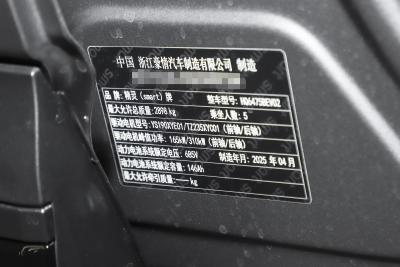 中国 浙江豪情汽车制造有限公司 制造
品牌：精灵（smart）牌 整车型号：HQ6475BEV02
最大允许总质量：2898 kg 乘坐人数：5
驱动电机型号：YS190XYE01/TZ235XYC01（前轴/后轴）
驱动电机峰值功率：165kW/310kW（前轴/后轴）
动力电池系统额定电压：685V 制造年月：2025 年 04 月
动力电池系统额定容量：146Ah
最大允许牵引质量：—— kg